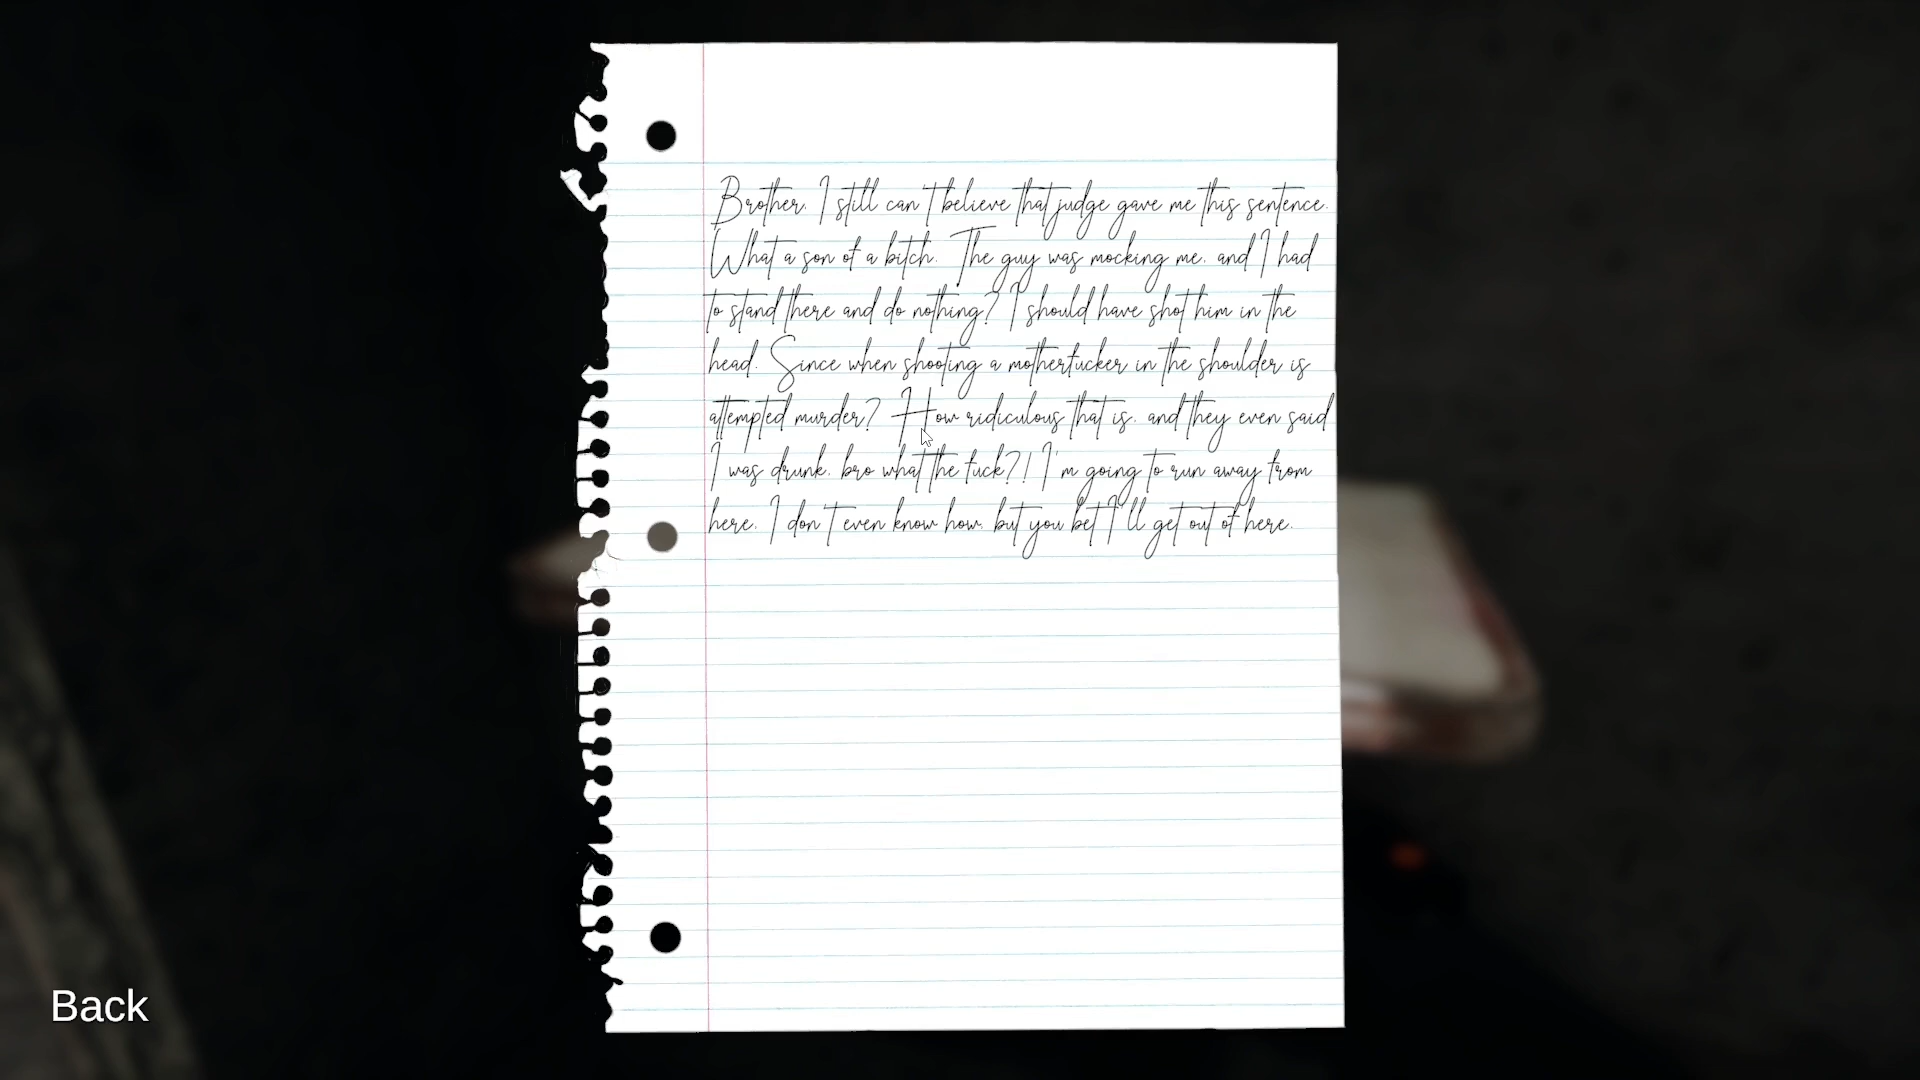 Brother, I still can't believe that judge gave me this sentence.
What a son of a bitch. The guy was mocking me, and I had
to stand there and do nothing? I should have shot him in the
head. Since when shooting a motherfucker in the shoulder is
attempted murder? How ridiculous that is, and they even said
I was drunk, bro what the fuck?! I'm going to run away from
here. I don't even know how, but you bet I'll get out of here.
Back